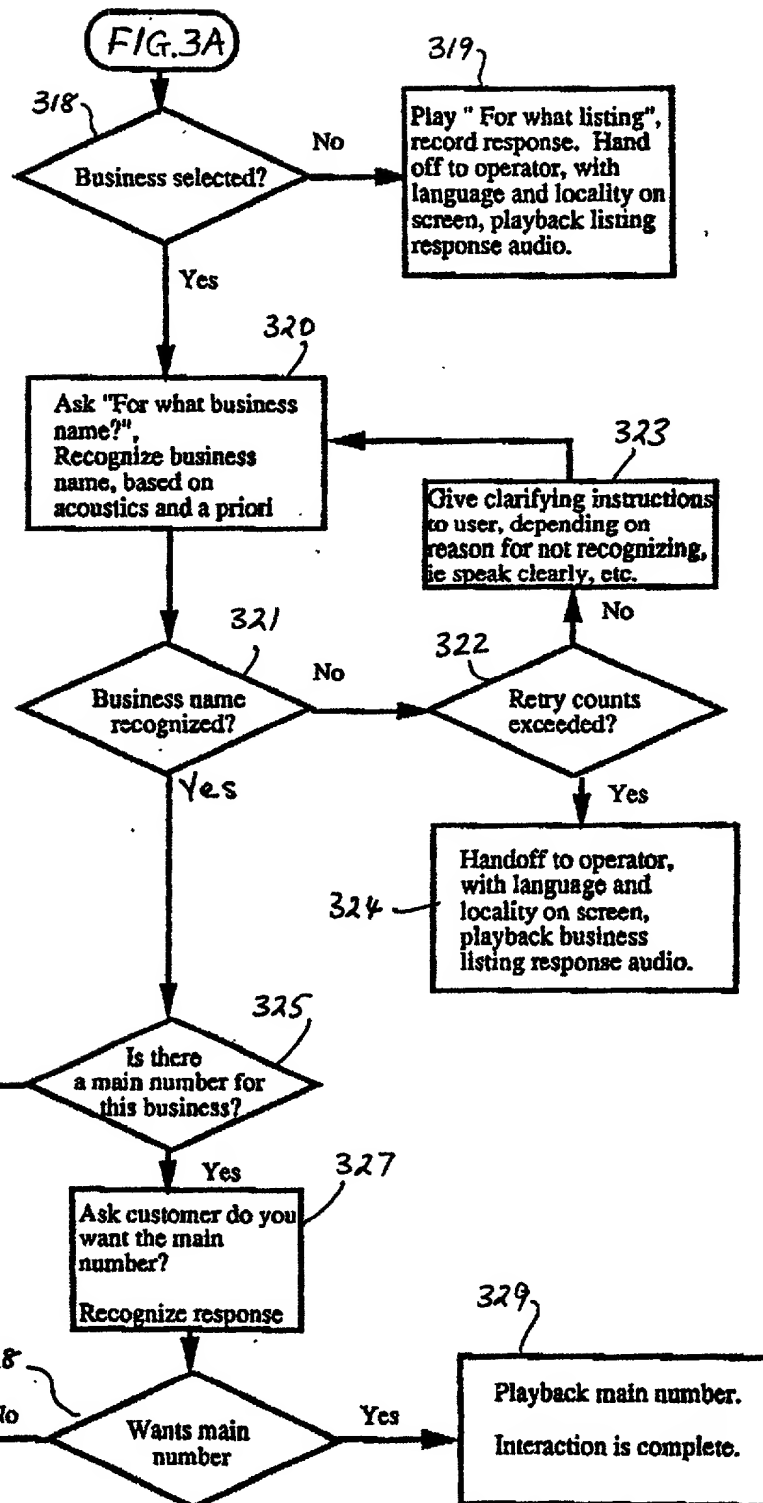 FIG.3A
318
Business selected?
No
319
Play " For what listing",
record response. Hand
off to operator, with
language and locality on
screen, playback listing
response audio.
Yes
320
Ask "For what business
name?",
Recognize business
name, based on
acoustics and a priori
323
Give clarifying instructions
to user, depending on
reason for not recognizing,
ie speak clearly, etc.
No
321
Business name
recognized?
No
322
Retry counts
exceeded?
Yes
Yes
324
Handoff to operator,
with language and
locality on screen,
playback business
listing response audio.
325
Is there
a main number for
this business?
Yes
327
Ask customer do you
want the main
number?
Recognize response
8
No
Wants main
number
Yes
329
Playback main number.
Interaction is complete.